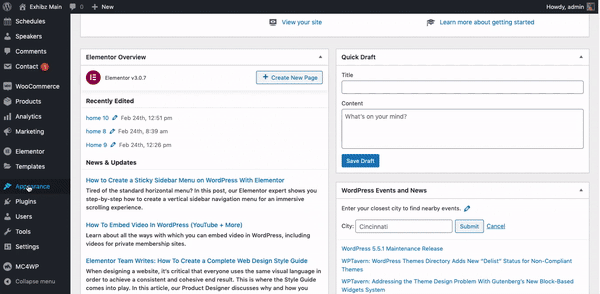 Exhibz Main
0
New
Howdy, admin
Schedules
Speakers
Comments
Contact 1
WooCommerce
Products
Analytics
Marketing
Elementor
Templates
Appearance
Plugins
Users
Tools
Settings
MC4WP
Collapse menu
View your site
Learn more about getting started
Elementor Overview
Elementor v3.0.7
Create New Page
Recently Edited
home 10 Feb 24th, 12:51 pm
home 8 Feb 24th, 8:39 am
Home 9 Feb 24th, 12:26 pm
News & Updates
How to Create a Sticky Sidebar Menu on WordPress With Elementor
Tired of the standard horizontal menu? In this post, our Elementor expert shows you
step-by-step how to create a vertical sidebar navigation menu for an immersive
scrolling experience.
How To Embed Video In WordPress (YouTube + More)
Learn about all the ways with which you can embed video in WordPress, including
videos for private membership sites.
Elementor Team Writes: How To Create a Complete Web Design Style Guide
When designing a website, it's critical that everyone uses the same visual language in
order to achieve a consistent and cohesive end result. This is where the Style Guide
comes into play. In this article, our Product Designer discusses why and how you
Quick Draft
Title
Content
What's on your mind?
Save Draft
WordPress Events and News
Enter your closest city to find nearby events.
City: Cincinnati Submit Cancel
WordPress 5.5.1 Maintenance Release
WPTavern: WordPress Themes Directory Adds New "Delist" Status for Non-Compliant
Themes
WPTavern: Addressing the Theme Design Problem With Gutenberg's New Block-Based
Widgets System